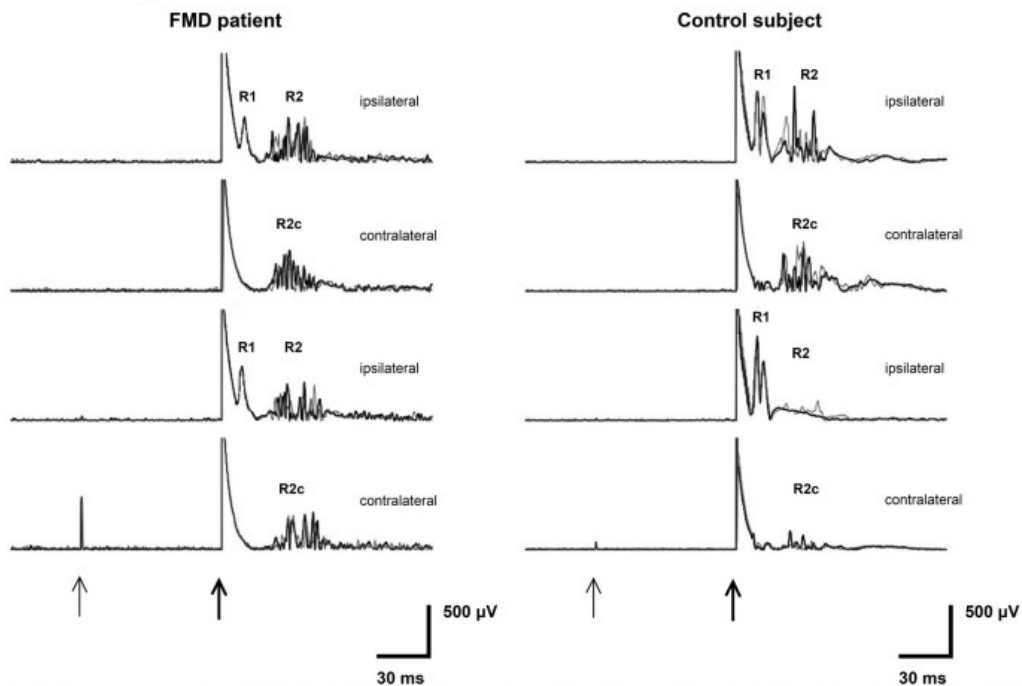 FMD patient
R1
R2
ipsilateral
R2c
contralateral
R1
R2
ipsilateral
R2c
contralateral
500 µV
30 ms
Control subject
R1
R2
ipsilateral
R2c
contralateral
R1
R2
ipsilateral
R2c
contralateral
500 µV
30 ms